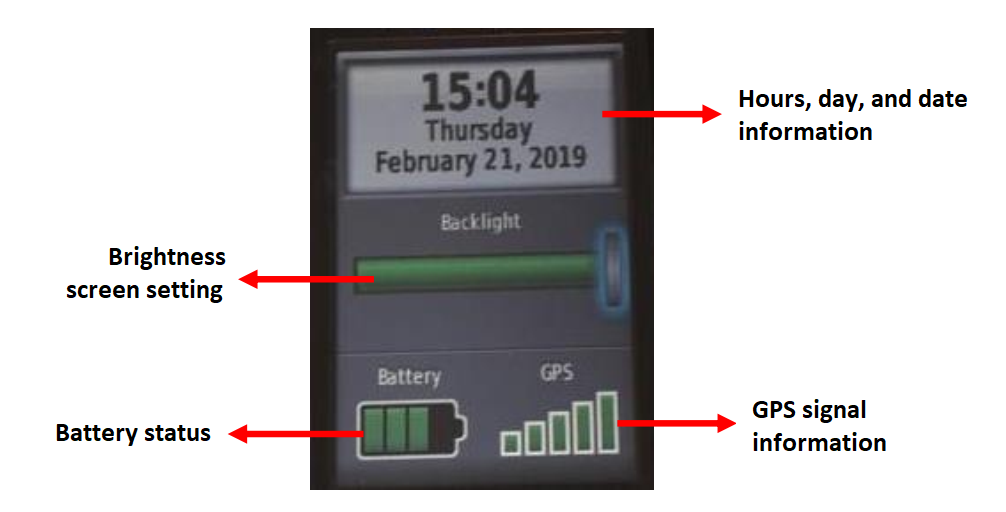 15:04
Thursday
February 21, 2019
Hours, day, and date
information
Backlight
Brightness
screen setting
Battery
GPS
Battery status
GPS signal
information